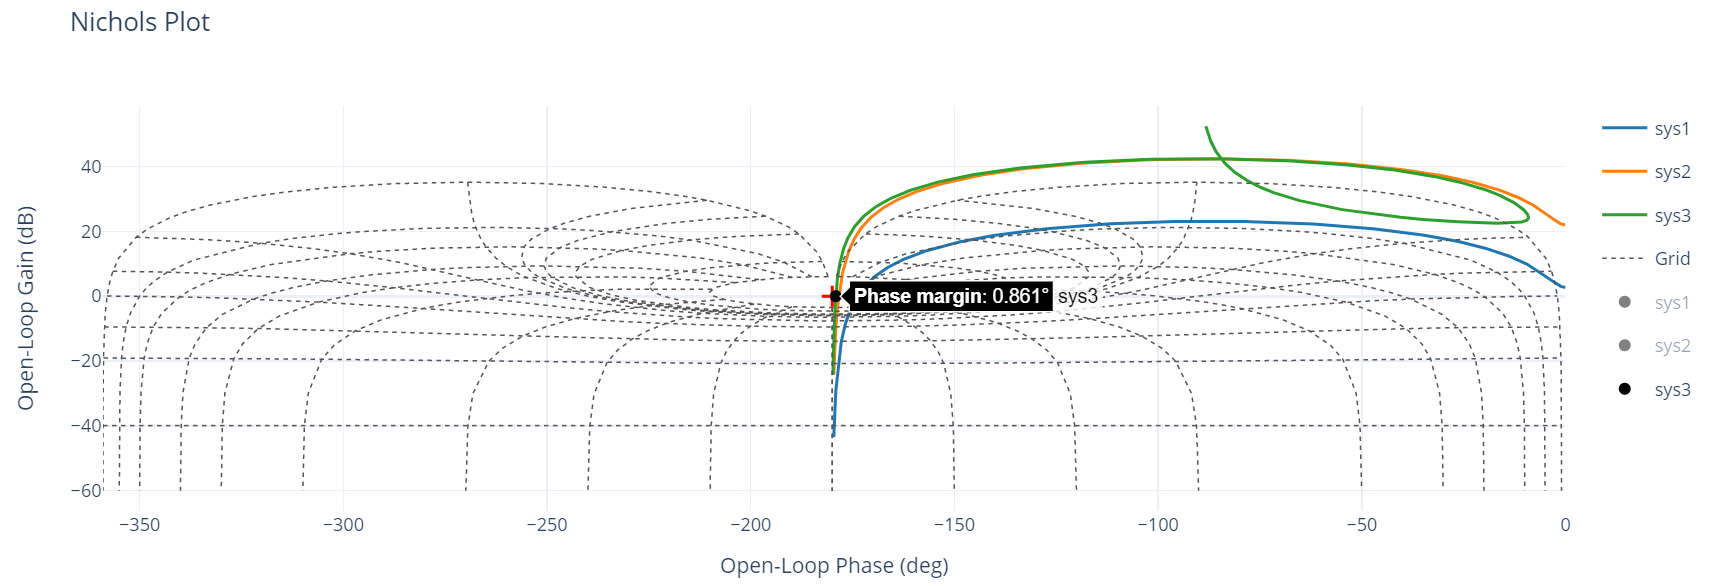 Nichols Plot
Open-Loop Gain (dB)
40
20
0
−20
−40
−60
−350
−300
−250
−200
−150
−100
−50
0
Open-Loop Phase (deg)
Phase margin: 0.861° sys3
sys1
sys2
sys3
Grid
sys1
sys2
sys3